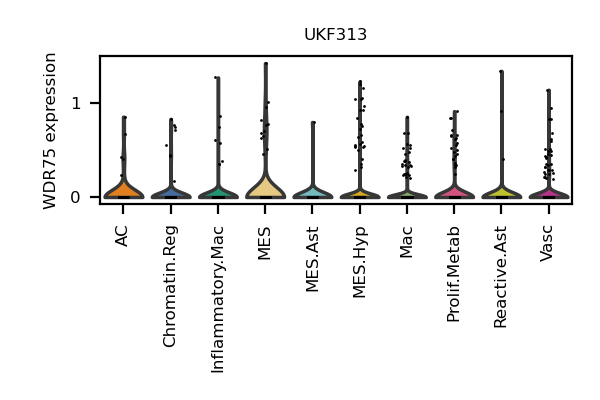 UKF313
WDR75 expression
1
0
AC
Chromatin.Reg
Inflammatory.Mac
MES
MES.Ast
MES.Hyp
Mac
Prolif.Metab
Reactive.Ast
Vasc